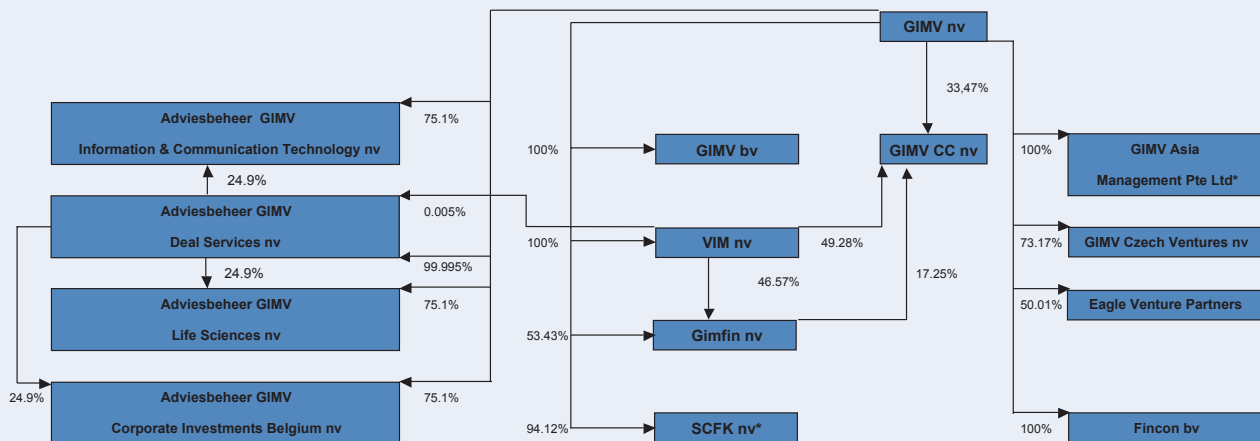 GIMV nv
33,47%
Adviesbeheer GIMV
Information & Communication Technology nv
75.1%
100%
GIMV bv
GIMV CC nv
100%
GIMV Asia
Management Pte Ltd*
24.9%
Adviesbeheer GIMV
Deal Services nv
0.005%
99.995%
100%
VIM nv
49.28%
73.17%
GIMV Czech Ventures nv
24.9%
46.57%
17.25%
Adviesbeheer GIMV
Life Sciences nv
75.1%
50.01%
Eagle Venture Partners
53.43%
Gimfin nv
24.9%
Adviesbeheer GIMV
Corporate Investments Belgium nv
75.1%
94.12%
SCFK nv*
100%
Fincon bv